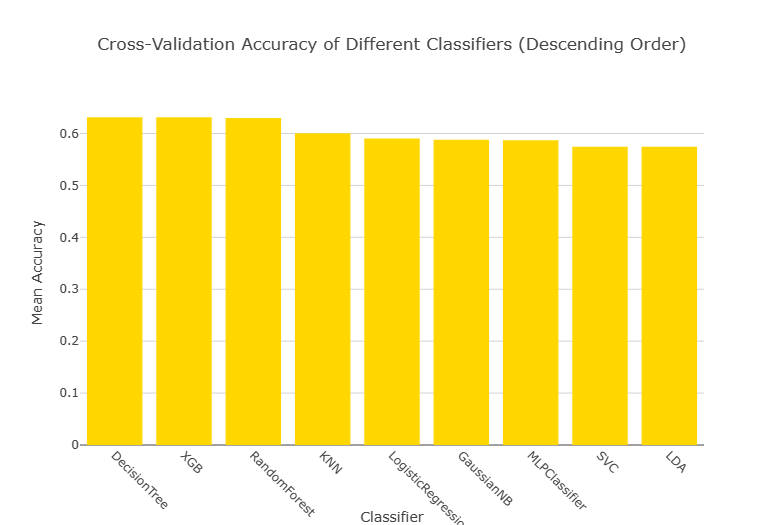 Cross-Validation Accuracy of Different Classifiers (Descending Order)
Mean Accuracy
0.6
0.5
0.4
0.3
0.2
0.1
0
DecisionTree
XGB
RandomForest
KNN
LogisticRegressio
GaussianNB
MLPClassifier
SVC
LDA
Classifier